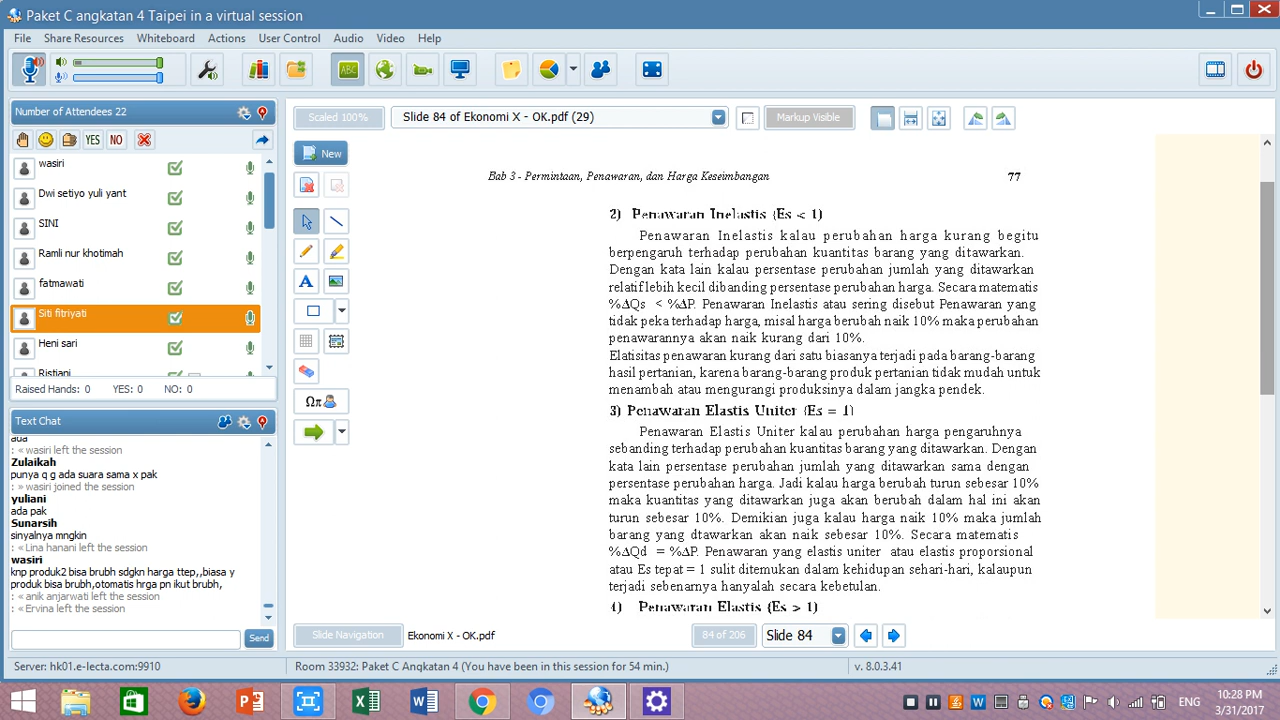 Paket C angkatan 4 Taipei in a virtual session
File Share Resources Whiteboard Actions User Control Audio Video Help
Number of Attendees 22
YES NO
wasiri
Dwi setiyo yuli yant
SINI
Ramli nur khotimah
fatmawati
Siti fitriyati
Heni sari
Ristiani
Raised Hands: 0 YES: 0 NO: 0
Text Chat
ada
: « wasiri left the session
Zulaikah
punya q g ada suara sama x pak
: » wasiri joined the session
yuliani
ada pak
Sunarsih
sinyalnya mngkin
: « Lina hanani left the session
wasiri
knp produk2 bisa brubh sdgkn harga ttep,,biasa y
produk bisa brubh,otomatis hrga pn ikut brubh,
: « anik anjarwati left the session
: « Ervina left the session
Send
Scaled 100% Slide 84 of Ekonomi X - OK.pdf (29) Markup Visible
New
ABC
A
Ωπ
Bab 3 - Permintaan, Penawaran, dan Harga Keseimbangan 77
2) Penawaran Inelastis (Es < 1)
Penawaran Inelastis kalau perubahan harga kurang begitu
berpengaruh terhadap perubahan kuantitas barang yang ditawarkan.
Dengan kata lain kalau persentase perubahan jumlah yang ditawarkan
relatif lebih kecil dibanding persentase perubahan harga. Secara matematis
%∆Qs < %∆P. Penawaran Inelastis atau sering disebut Penawaran yang
tidak peka terhadap harga, misal harga berubah naik 10% maka perubahan
penawarannya akan naik kurang dari 10%.
Elatisitas penawaran kurang dari satu biasanya terjadi pada barang-barang
hasil pertanian, karena barang-barang produk pertanian tidak mudah untuk
menambah atau mengurangi produksinya dalam jangka pendek.
3) Penawaran Elastis Uniter (Es = 1)
Penawaran Elastis Uniter kalau perubahan harga pengaruhnya
sebanding terhadap perubahan kuantitas barang yang ditawarkan. Dengan
kata lain persentase perubahan jumlah yang ditawarkan sama dengan
persentase perubahan harga. Jadi kalau harga berubah turun sebesar 10%
maka kuantitas yang ditawarkan juga akan berubah dalam hal ini akan
turun sebesar 10%. Demikian juga kalau harga naik 10% maka jumlah
barang yang dtawarkan akan naik sebesar 10%. Secara matematis
%∆Qd = %∆P. Penawaran yang elastis uniter atau elastis proporsional
atau Es tepat = 1 sulit ditemukan dalam kehidupan sehari-hari, kalaupun
terjadi sebenarnya hanyalah secara kebetulan.
4) Penawaran Elastis (Es > 1)
Slide Navigation Ekonomi X - OK.pdf 84 of 206 Slide 84
Server: hk01.e-lecta.com:9910 Room 33932: Paket C Angkatan 4 (You have been in this session for 54 min.) v. 8.0.3.41
ENG
10:28 PM
3/31/2017